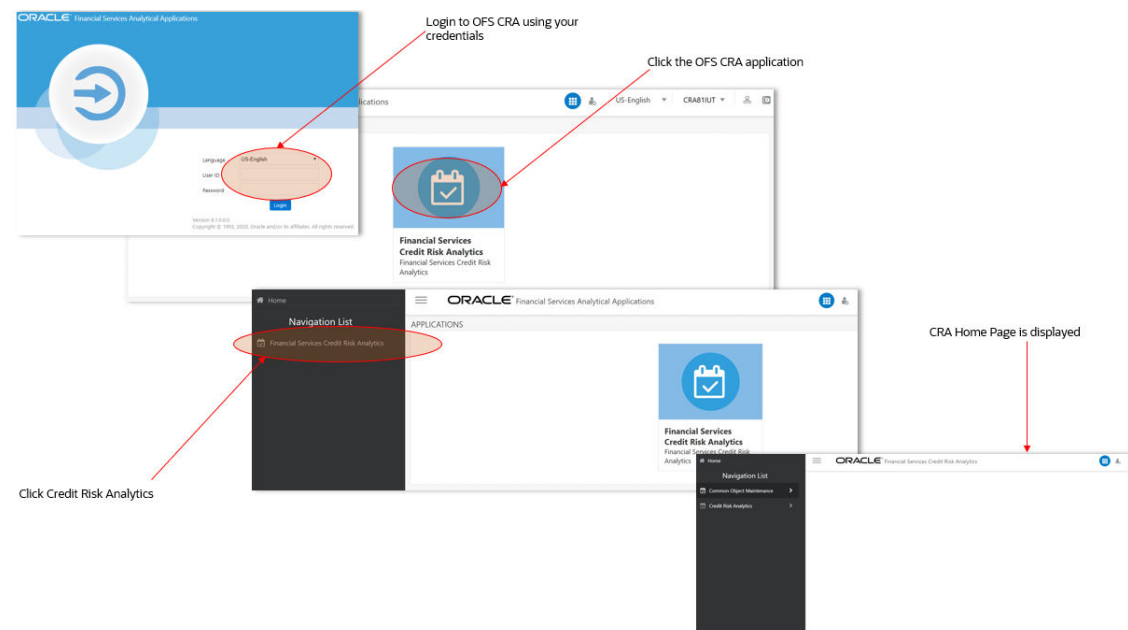 ORACLE Financial Services Analytical Applications
Login to OFS CRA using your
credentials
Click the OFS CRA application
Language US-English
User ID
Password
Login
Version 8.1.0.0.0
Copyright © 1993, 2020. Oracle and/or its affiliates. All rights reserved.
lications
US-English CRA81IUT
Financial Services
Credit Risk Analytics
Financial Services Credit Risk
Analytics
Home
ORACLE Financial Services Analytical Applications
Navigation List
APPLICATIONS
Financial Services Credit Risk Analytics
Financial Services
Credit Risk Analytics
Financial Services Credit Risk
Analytics
Click Credit Risk Analytics
CRA Home Page is displayed
Home
ORACLE Financial Services Credit Risk Analytics
Navigation List
Common Object Maintenance
Credit Risk Analytics